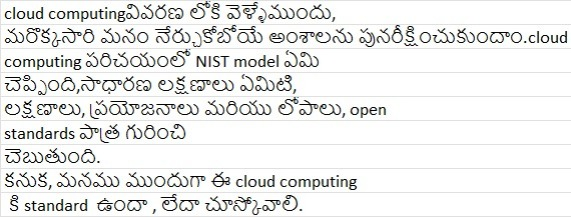 cloud computingవివరణ లోకి వెళ్ళేముందు,
మరొక్కసారి మనం నేర్చుకోబోయే అంశాలను పునరీక్షించుకుందాం.cloud
computing పరిచయంలో NIST model ఏమి
చెప్పింది,సాధారణ లక్షణాలు ఏమిటి,
లక్షణాలు, ప్రయోజనాలు మరియు లోపాలు, open
standards పాత్ర గురించి
చెబుతుంది.
కనుక, మనము ముందుగా ఈ cloud computing
కి standard ఉందా , లేదా చూస్కోవాలి.